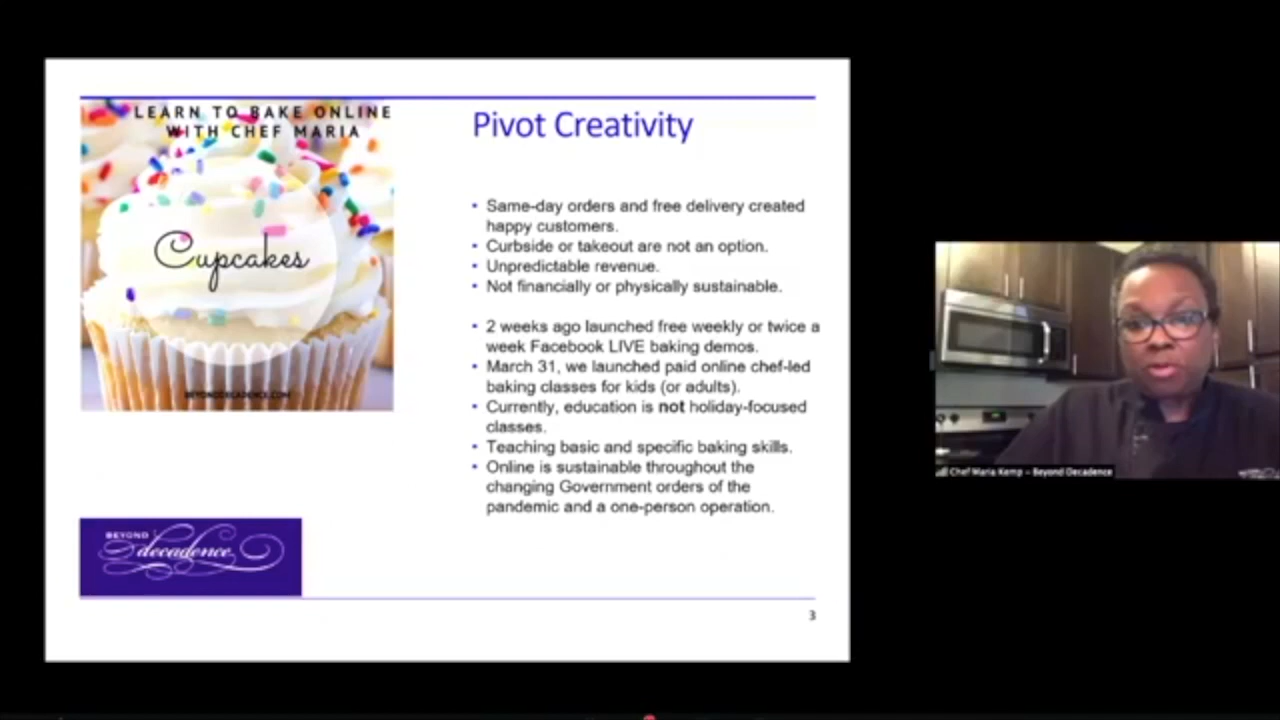 LEARN TO BAKE ONLINE
WITH CHEF MARIA
Cupcakes
BEYONDDECADENCE.COM
BEYOND
decadence
Pivot Creativity
• Same-day orders and free delivery created
happy customers.
• Curbside or takeout are not an option.
• Unpredictable revenue.
• Not financially or physically sustainable.
• 2 weeks ago launched free weekly or twice a
week Facebook LIVE baking demos.
• March 31, we launched paid online chef-led
baking classes for kids (or adults).
• Currently, education is not holiday-focused
classes.
• Teaching basic and specific baking skills.
• Online is sustainable throughout the
changing Government orders of the
pandemic and a one-person operation.
3
Chef Maria Kemp – Beyond Decadence